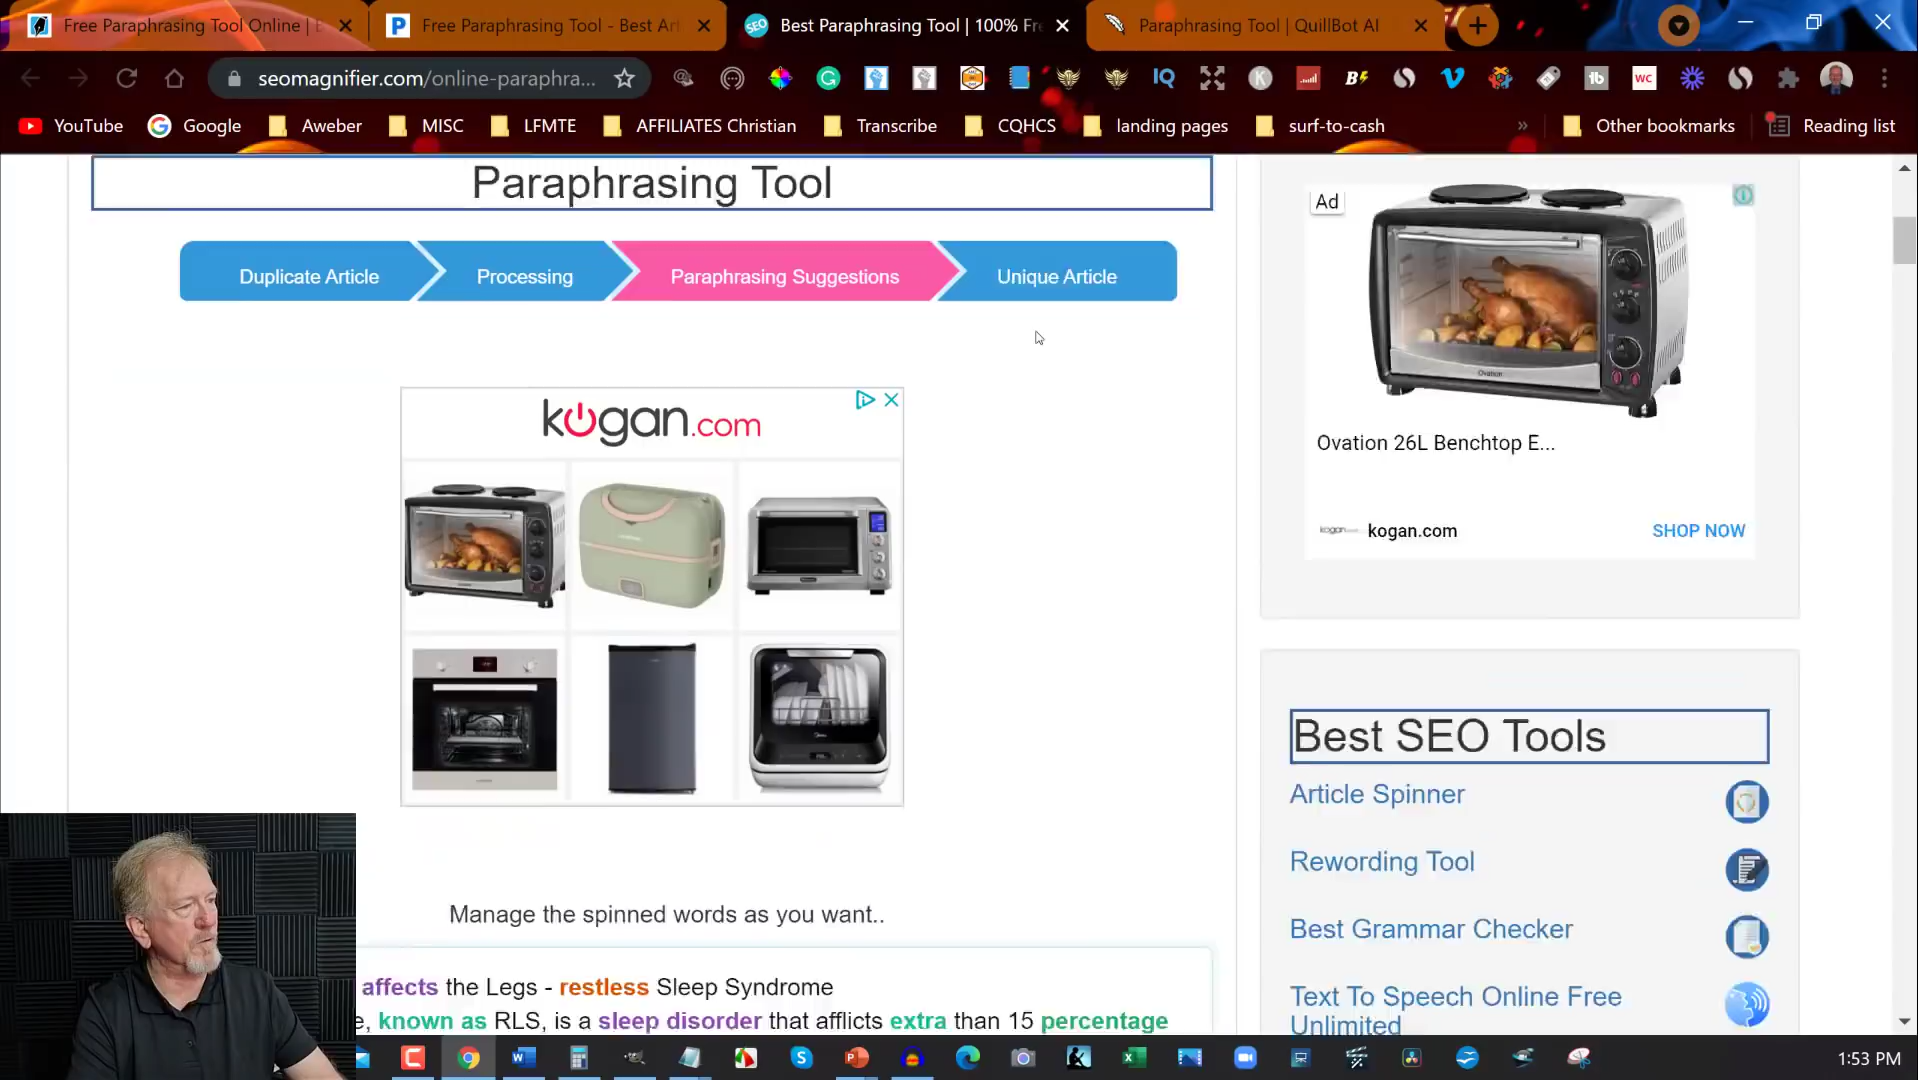 Free Paraphrasing Tool Online | E
Free Paraphrasing Tool - Best Art
SEO
Best Paraphrasing Tool | 100% Fre
Paraphrasing Tool | QuillBot AI
seomagnifier.com/online-paraphra...
YouTube
Google
Aweber
MISC
LFMTE
AFFILIATES Christian
Transcribe
CQHCS
landing pages
surf-to-cash
»
Other bookmarks
Reading list
Paraphrasing Tool
Duplicate Article
Processing
Paraphrasing Suggestions
Unique Article
kogan.com
Ad
Ovation
Ovation 26L Benchtop E...
kogan.com
SHOP NOW
Best SEO Tools
Article Spinner
Rewording Tool
Best Grammar Checker
Text To Speech Online Free
Unlimited
Manage the spinned words as you want..
affects the Legs - restless Sleep Syndrome
e, known as RLS, is a sleep disorder that afflicts extra than 15 percentage
1:53 PM